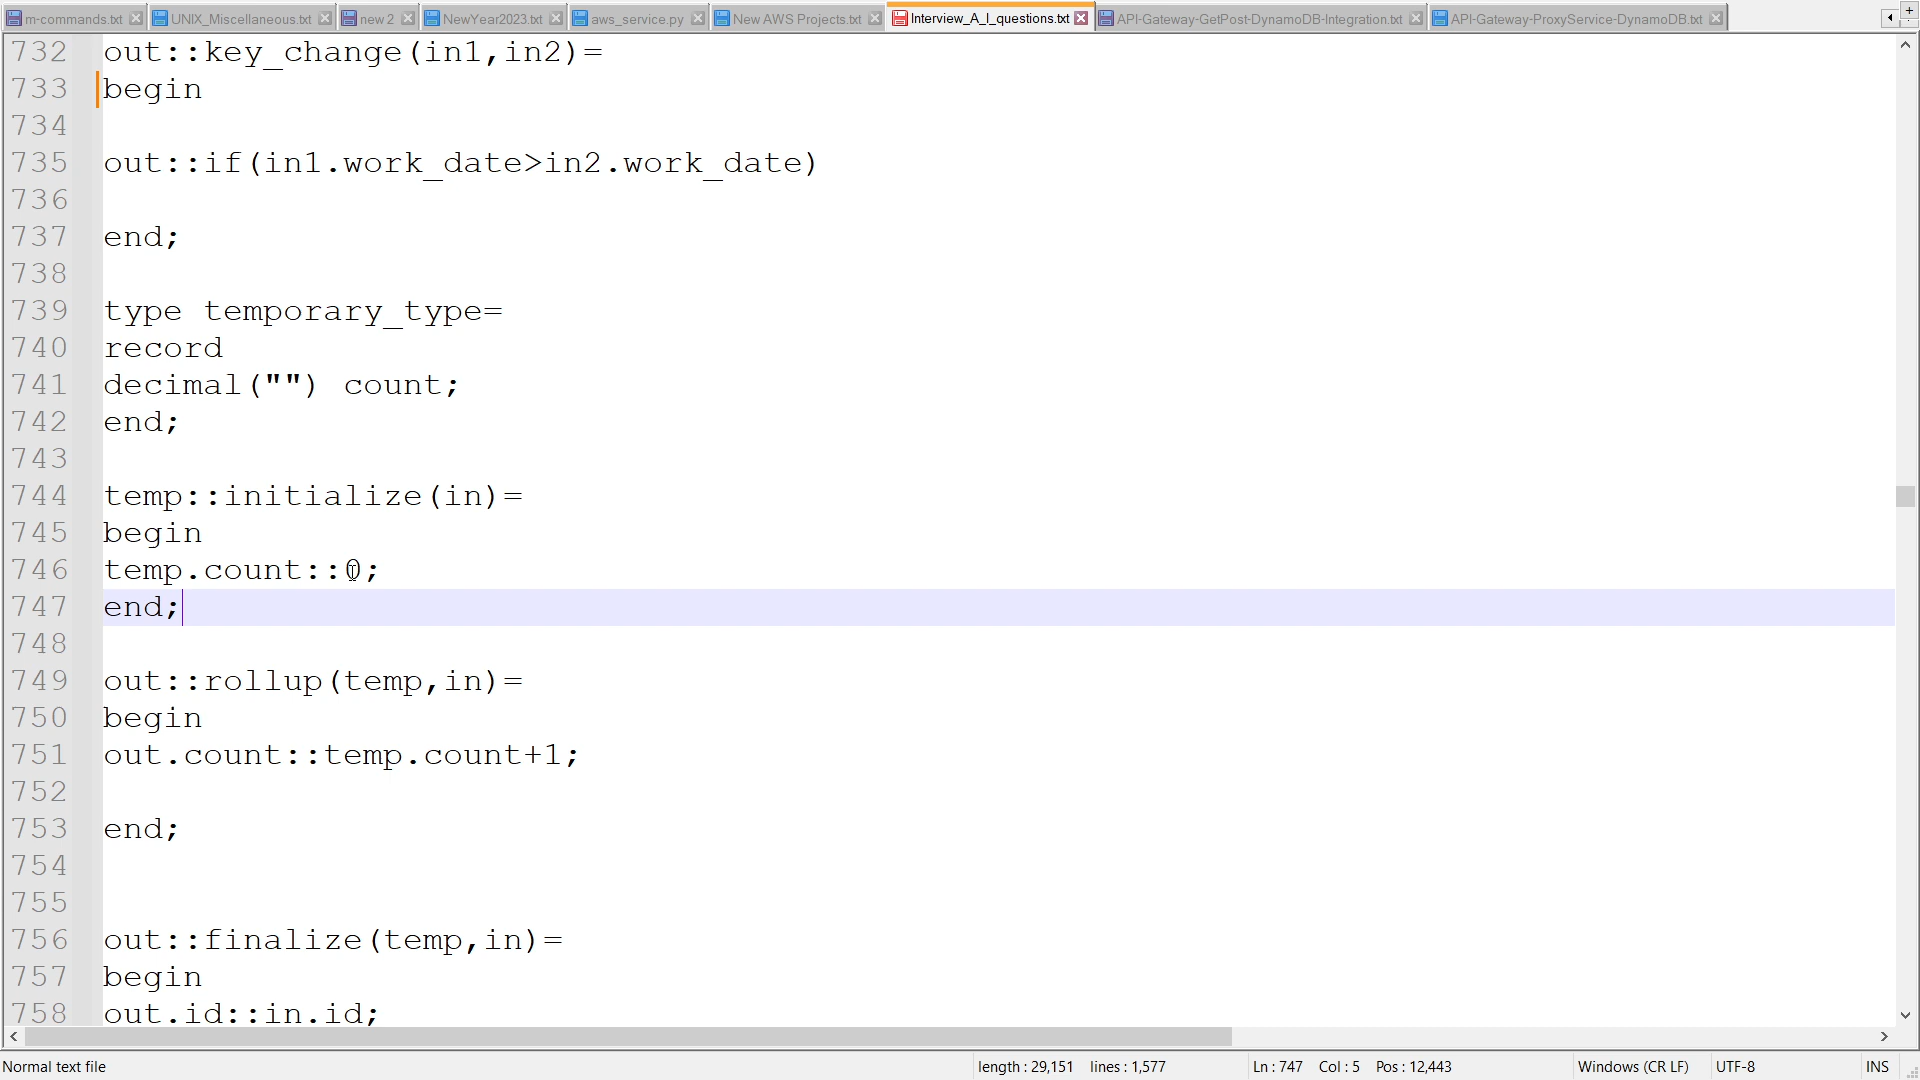 m-commands.txt UNIX_Miscellaneous.txt new 2 NewYear2023.txt aws_service.py New AWS Projects.txt Interview_A_I_questions.txt API-Gateway-GetPost-DynamoDB-Integration.txt API-Gateway-ProxyService-DynamoDB.txt
732 out::key_change(in1,in2)=
733 begin
734
735 out::if(in1.work_date>in2.work_date)
736
737 end;
738
739 type temporary_type=
740 record
741 decimal("") count;
742 end;
743
744 temp::initialize(in)=
745 begin
746 temp.count::0;
747 end;
748
749 out::rollup(temp,in)=
750 begin
751 out.count::temp.count+1;
752
753 end;
754
755
756 out::finalize(temp,in)=
757 begin
758 out.id::in.id;
Normal text file length : 29,151 lines : 1,577 Ln : 747 Col : 5 Pos : 12,443 Windows (CR LF) UTF-8 INS